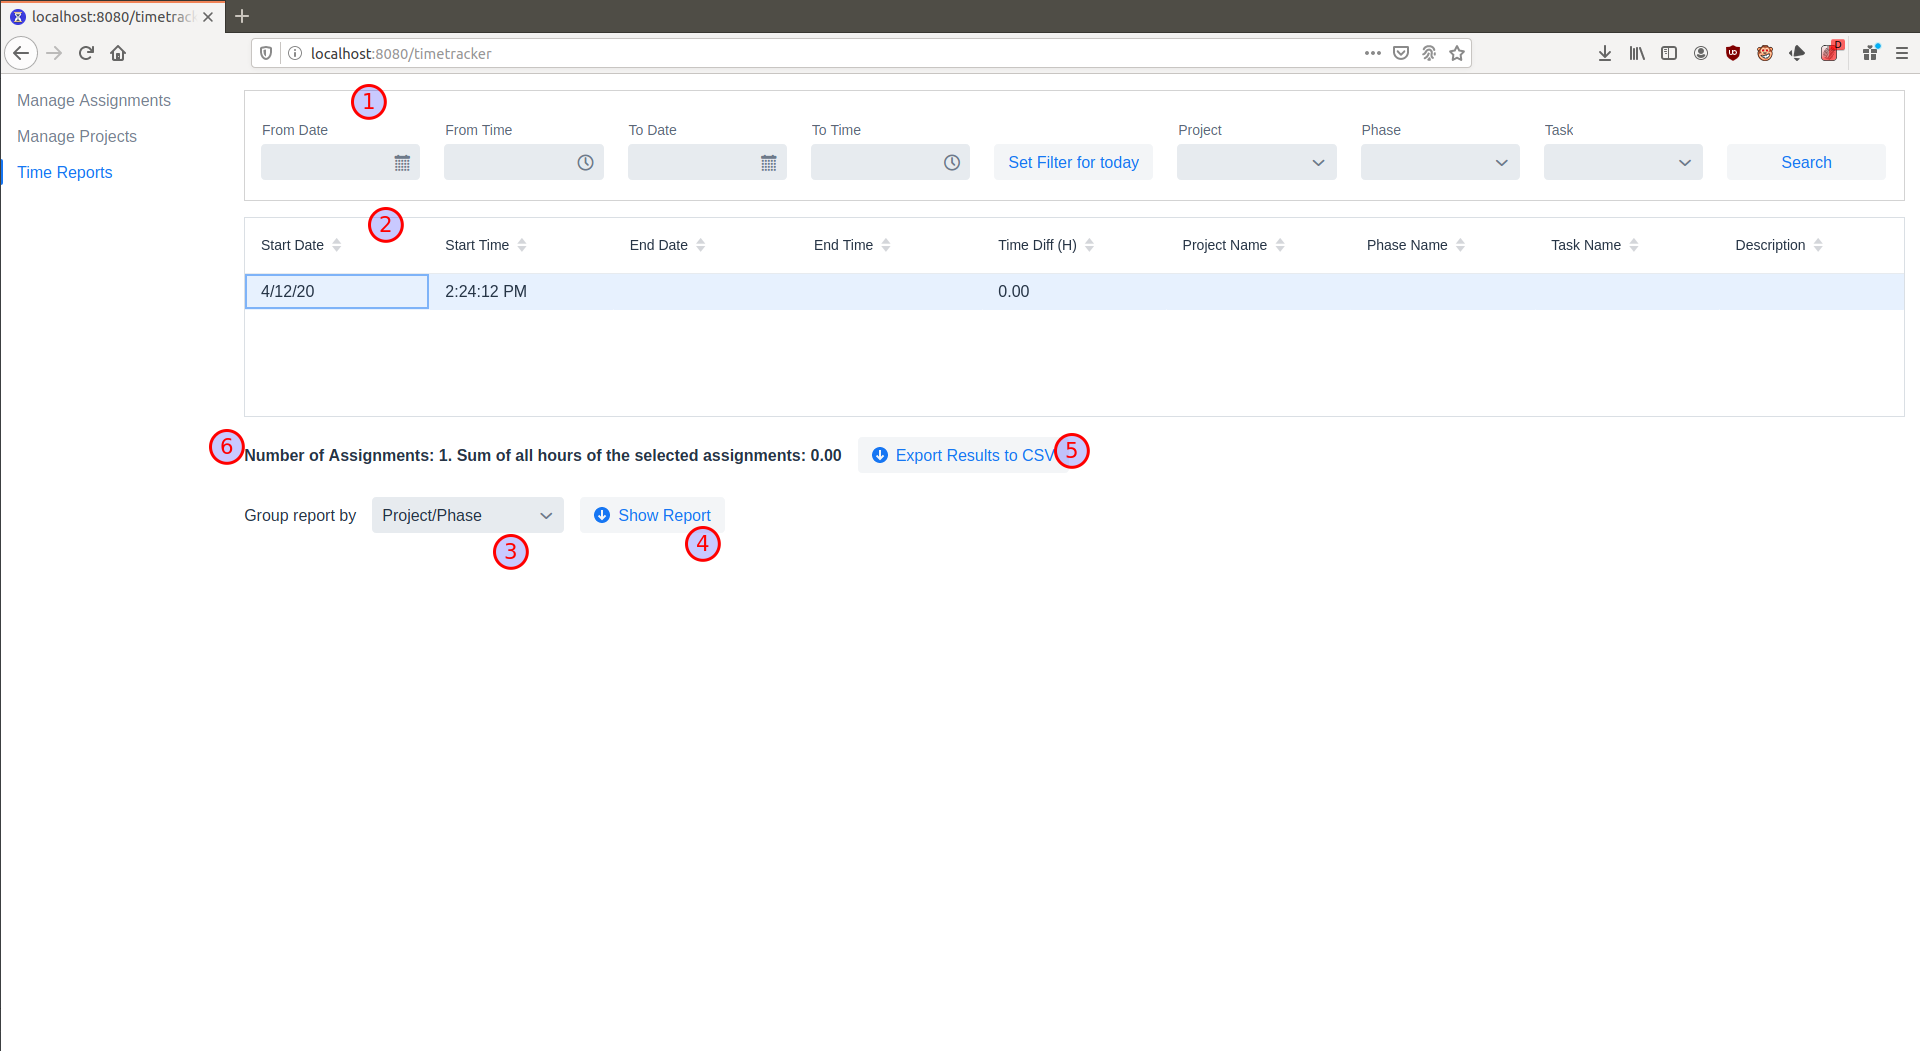 localhost:8080/timetrac
localhost:8080/timetracker
Manage Assignments
Manage Projects
Time Reports
1
From Date From Time To Date To Time Project Phase Task
Set Filter for today Search
2
Start Date Start Time End Date End Time Time Diff (H) Project Name Phase Name Task Name Description
4/12/20 2:24:12 PM 0.00
6 Number of Assignments: 1. Sum of all hours of the selected assignments: 0.00 Export Results to CSV 5
Group report by Project/Phase Show Report
3 4